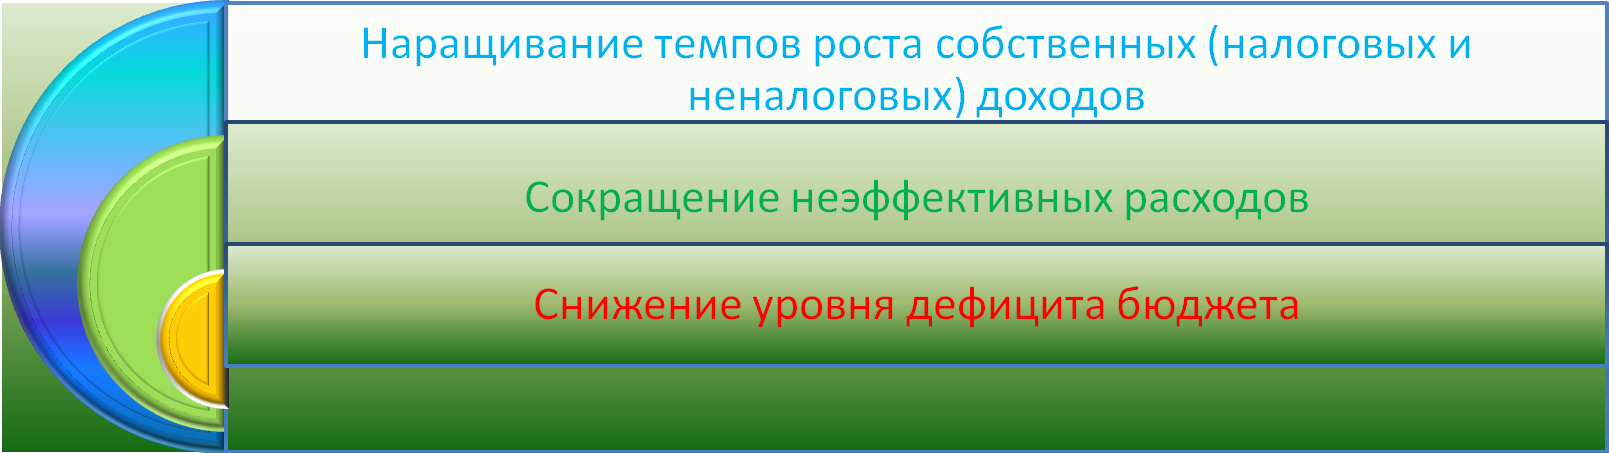 Наращивание темпов роста собственных (налоговых и
неналоговых) доходов
Сокращение неэффективных расходов
Снижение уровня дефицита бюджета